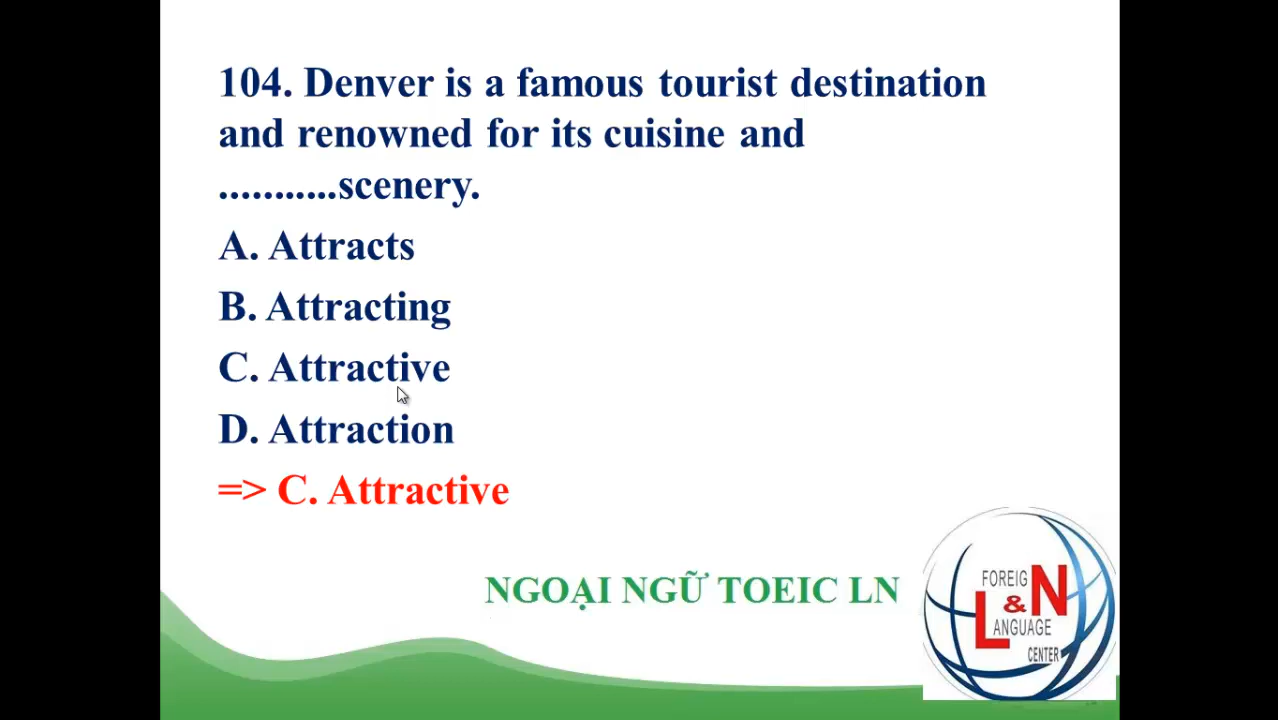 104. Denver is a famous tourist destination
and renowned for its cuisine and
............scenery.
A. Attracts
B. Attracting
C. Attractive
D. Attraction
=> C. Attractive
NGOẠI NGỮ TOEIC LN
FOREIG N
L & 
ANGUAGE
CENTER